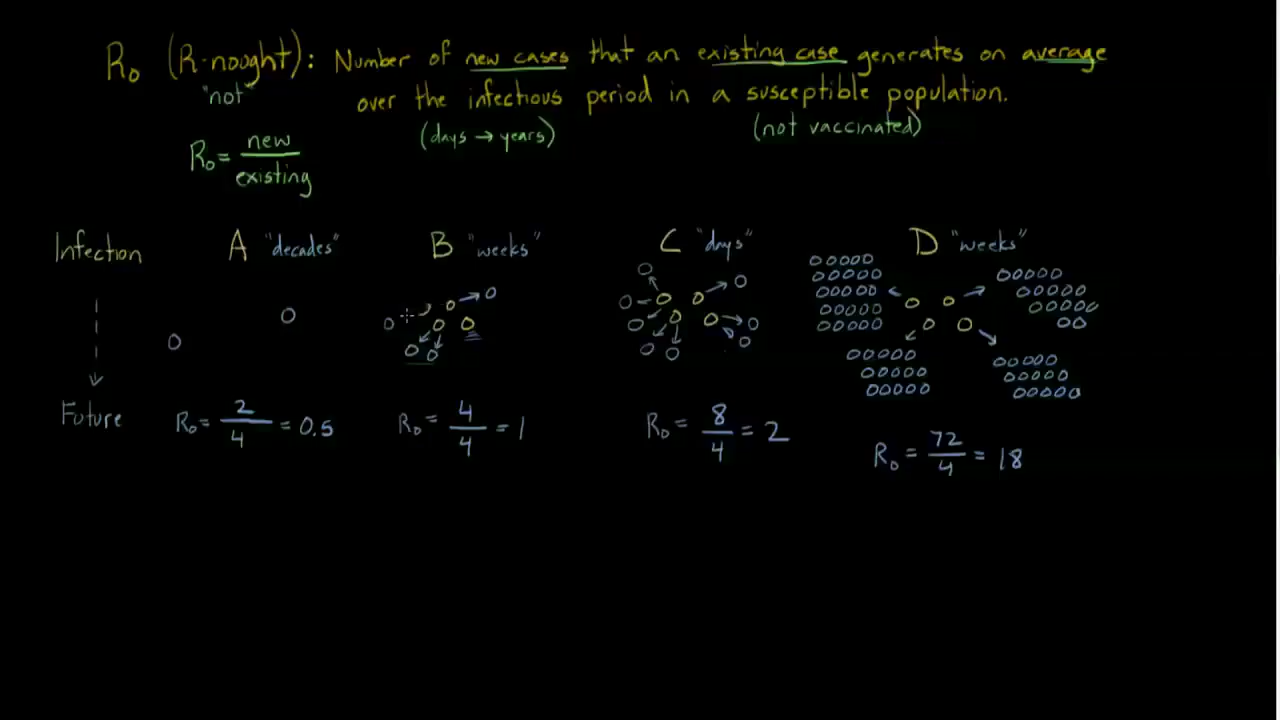 R₀ (R-nought): Number of new cases that an existing case generates on average
"not" over the infectious period in a susceptible population.
(days → years) (not vaccinated)
R₀ = new / existing
Infection A "decades" B "weeks" C "days" D "weeks"
Future
R₀ = 2/4 = 0.5
R₀ = 4/4 = 1
R₀ = 8/4 = 2
R₀ = 72/4 = 18